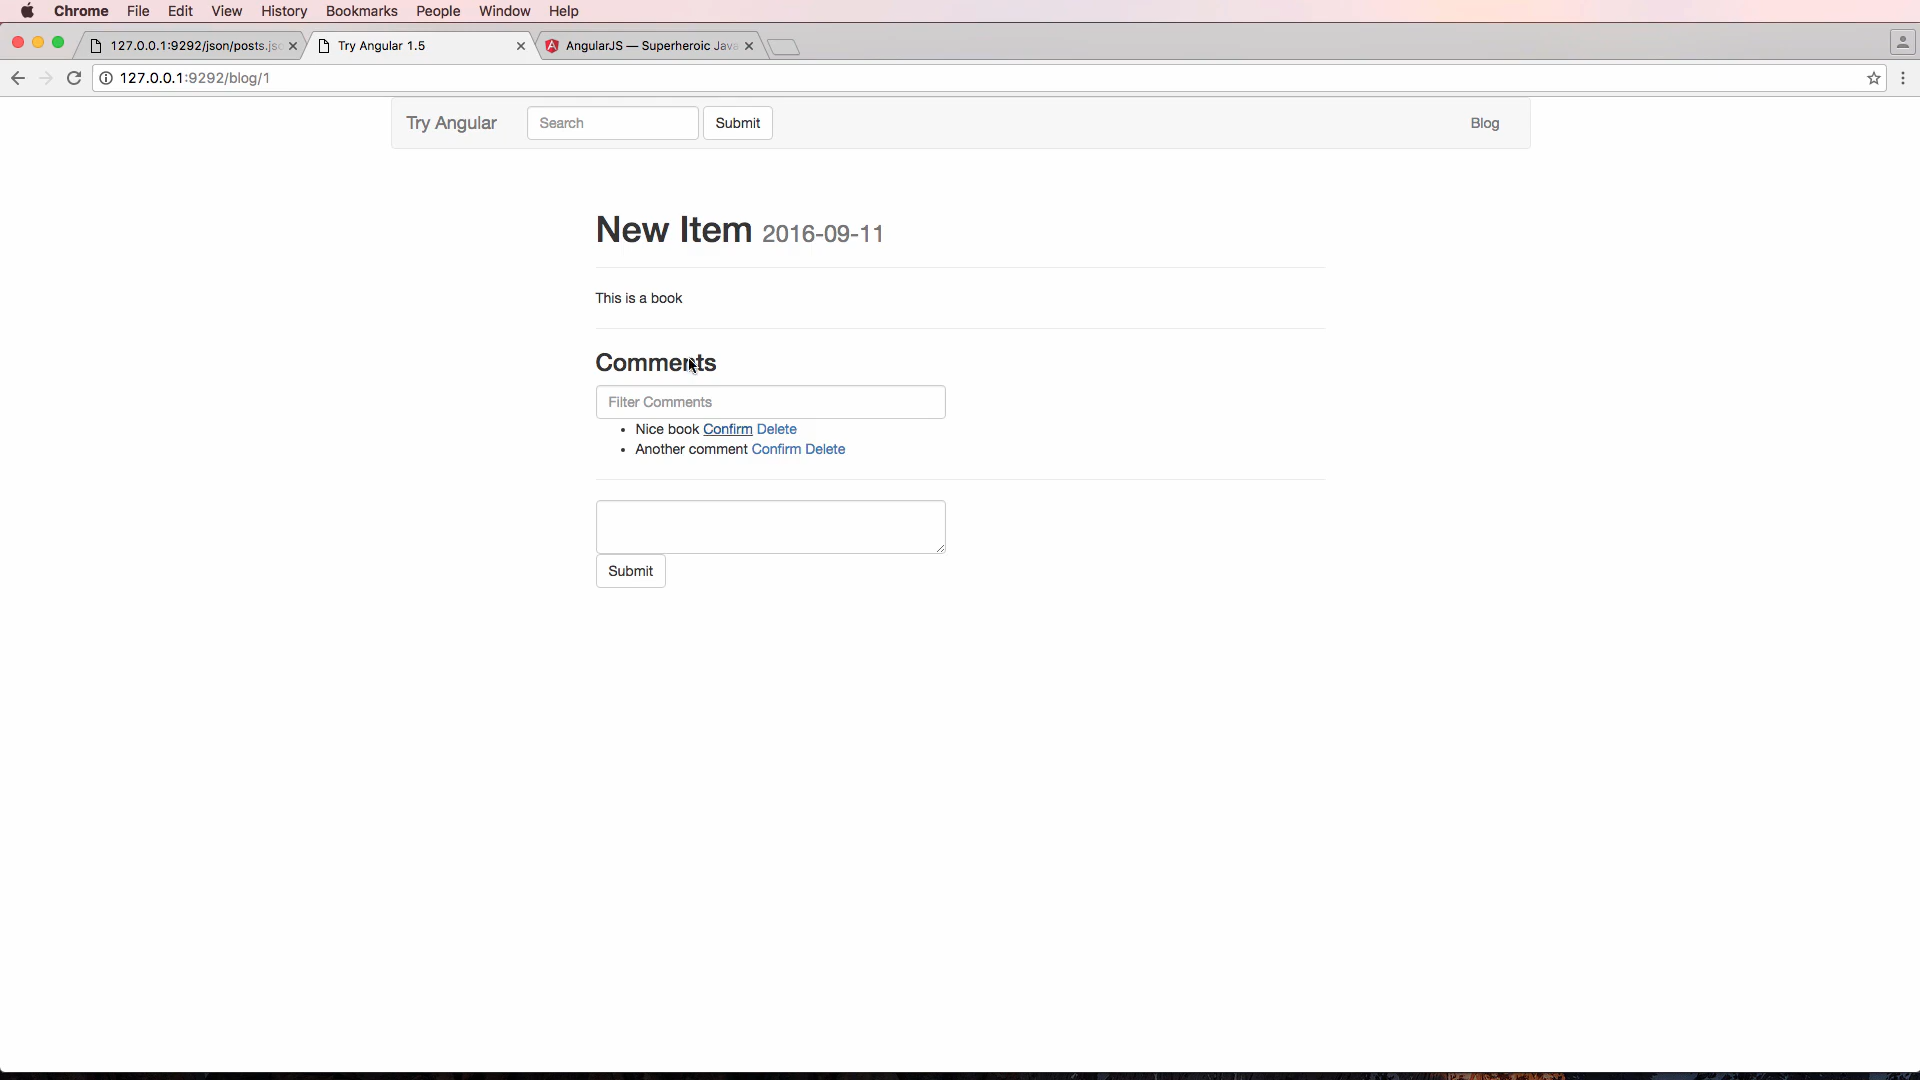 Chrome File Edit View History Bookmarks People Window Help
127.0.0.1:9292/json/posts.js Try Angular 1.5 AngularJS — Superheroic Java
127.0.0.1:9292/blog/1
Try Angular Search Submit Blog
New Item 2016-09-11
This is a book
Comments
Filter Comments
• Nice book Confirm Delete
• Another comment Confirm Delete
Submit